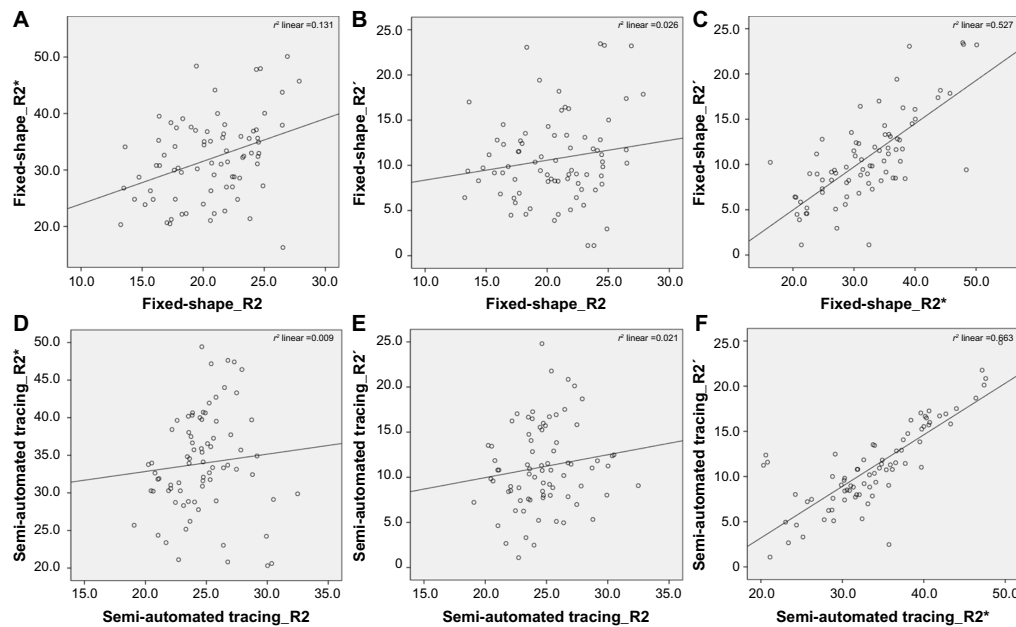 A
r² linear =0.131
Fixed-shape_R2*
50.0
40.0
30.0
20.0
10.0 15.0 20.0 25.0 30.0
Fixed-shape_R2
B
r² linear =0.026
Fixed-shape_R2´
25.0
20.0
15.0
10.0
5.0
0
10.0 15.0 20.0 25.0 30.0
Fixed-shape_R2
C
r² linear =0.527
Fixed-shape_R2´
25.0
20.0
15.0
10.0
5.0
0
20.0 30.0 40.0 50.0
Fixed-shape_R2*
D
r² linear =0.009
Semi-automated tracing_R2*
50.0
45.0
40.0
35.0
30.0
25.0
20.0
15.0 20.0 25.0 30.0 35.0
Semi-automated tracing_R2
E
r² linear =0.021
Semi-automated tracing_R2´
25.0
20.0
15.0
10.0
5.0
0
15.0 20.0 25.0 30.0 35.0
Semi-automated tracing_R2
F
r² linear =0.663
Semi-automated tracing_R2´
25.0
20.0
15.0
10.0
5.0
0
20.0 30.0 40.0 50.0
Semi-automated tracing_R2*